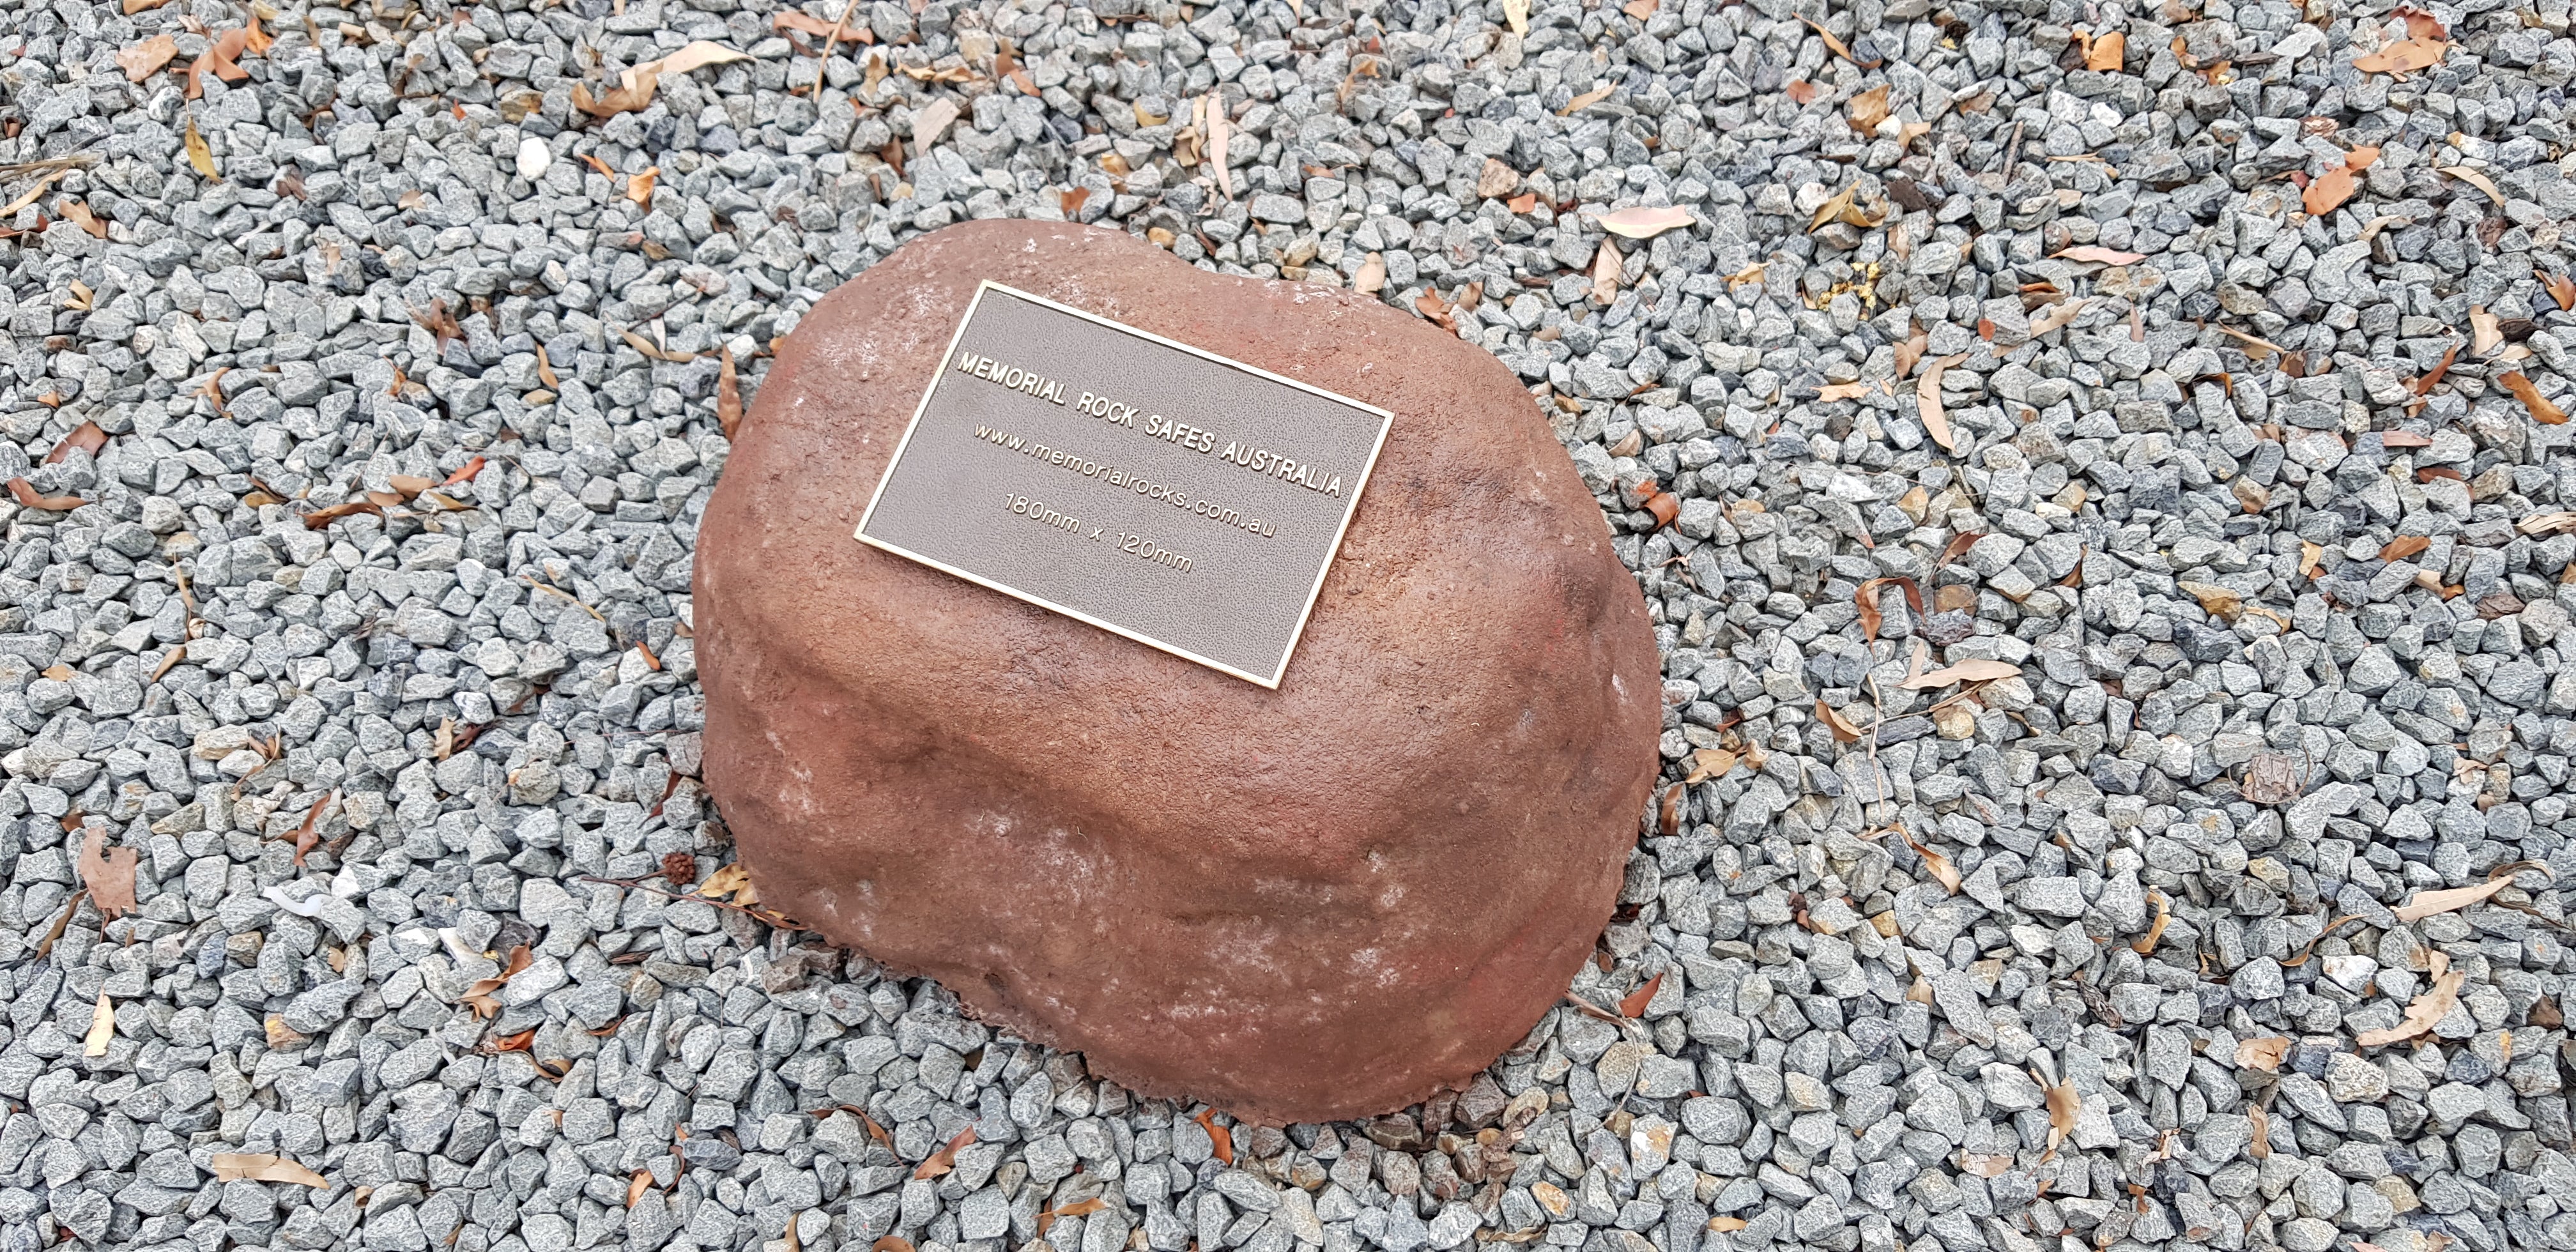 MEMORIAL ROCK SAFES AUSTRALIA
www.memorialrocks.com.au
180mm x 120mm